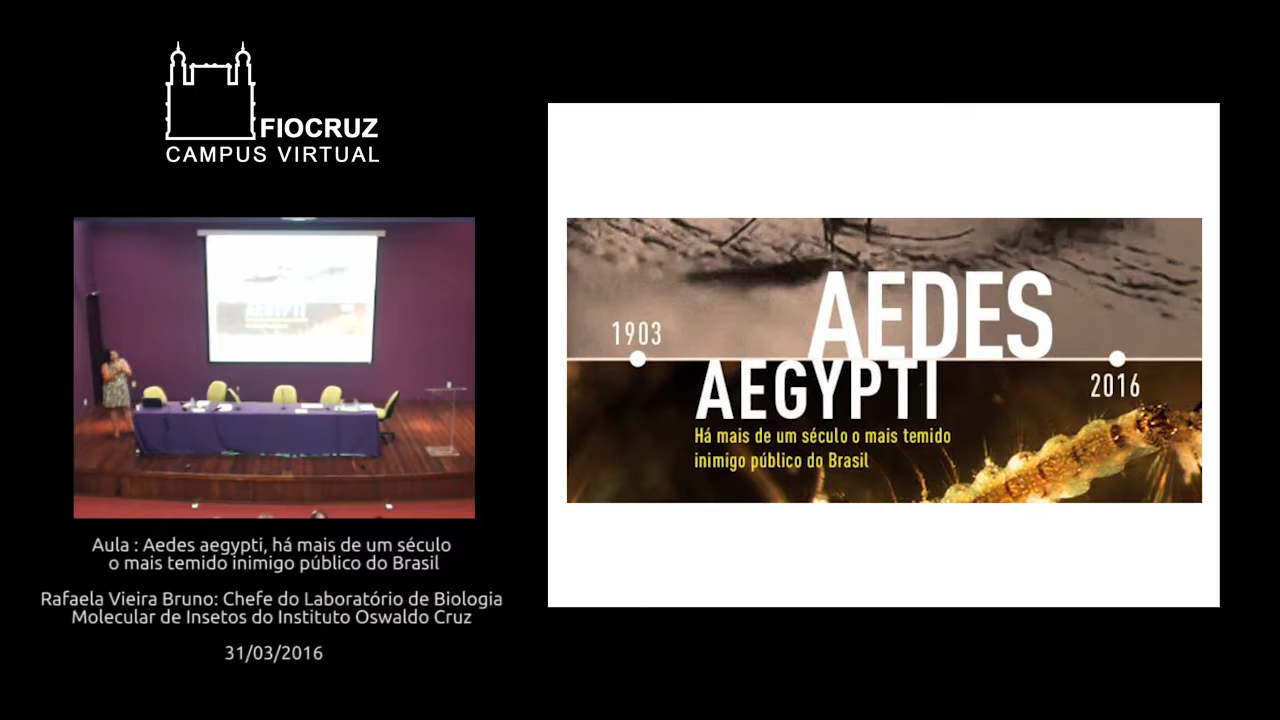 FIOCRUZ
CAMPUS VIRTUAL
AEGYPTI
Aula : Aedes aegypti, há mais de um século
o mais temido inimigo público do Brasil
Rafaela Vieira Bruno: Chefe do Laboratório de Biologia
Molecular de Insetos do Instituto Oswaldo Cruz
31/03/2016
1903
AEDES
AEGYPTI
2016
Há mais de um século o mais temido
inimigo público do Brasil